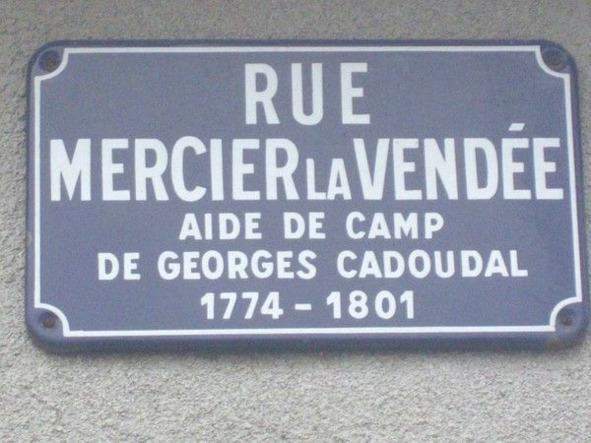 RUE
MERCIER LA VENDÉE
AIDE DE CAMP
DE GEORGES CADOUDAL
1774 - 1801